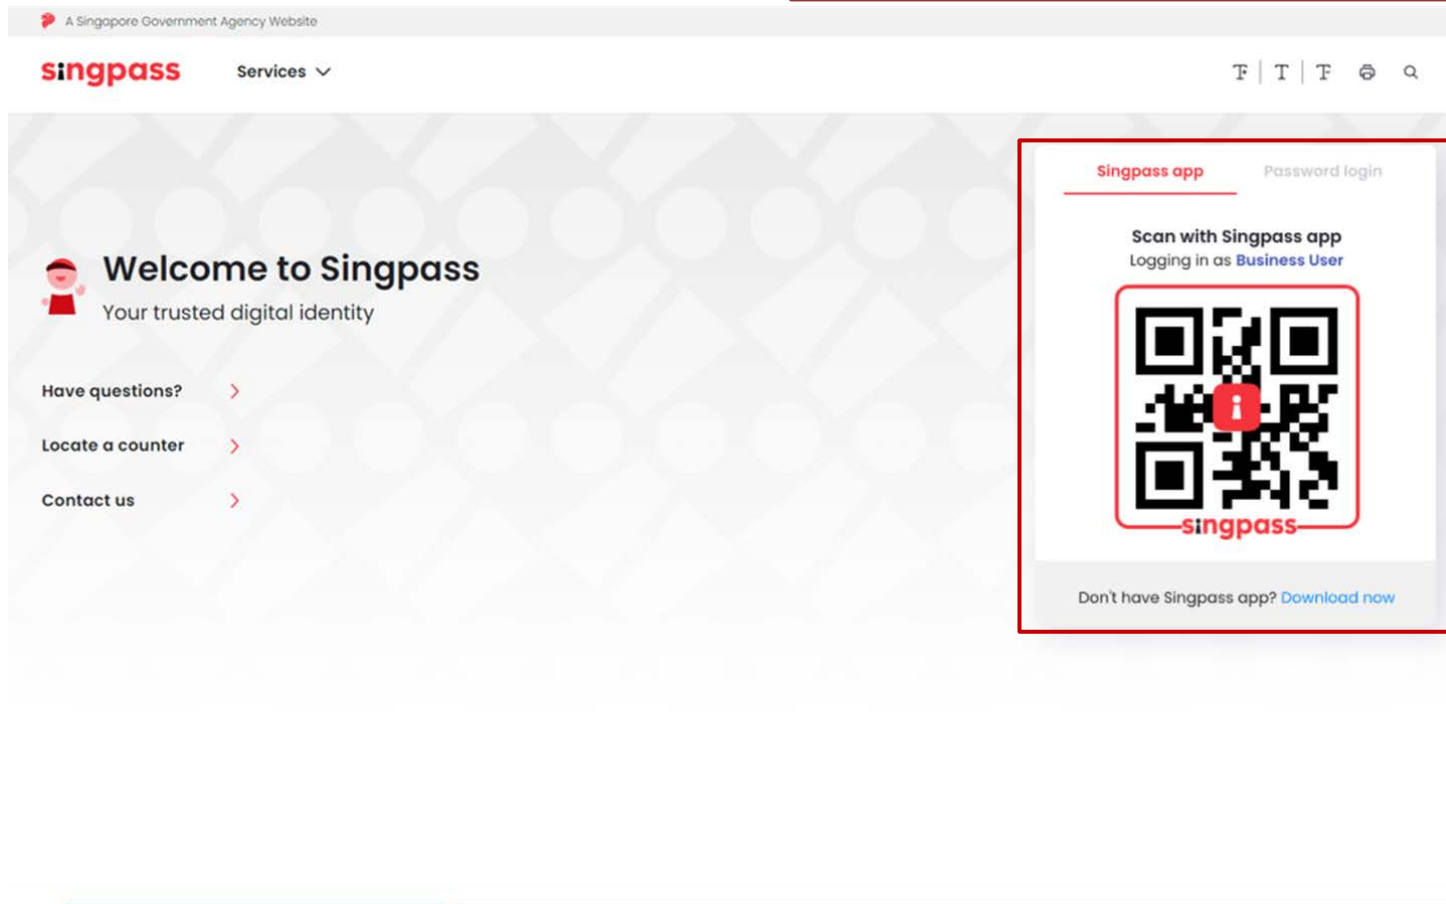 A Singapore Government Agency Website
singpass
Services
T | T | T
Singpass app
Password login
Scan with Singpass app
Logging in as Business User
Welcome to Singpass
Your trusted digital identity
Have questions?
Locate a counter
Contact us
singpass
Don't have Singpass app? Download now